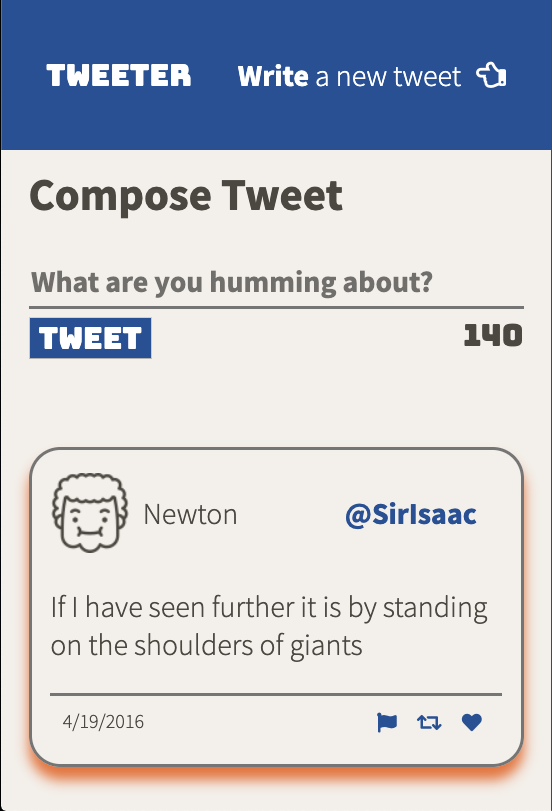 TWEETER
Write a new tweet
Compose Tweet
What are you humming about?
TWEET
140
Newton
@SirIsaac
If I have seen further it is by standing
on the shoulders of giants
4/19/2016